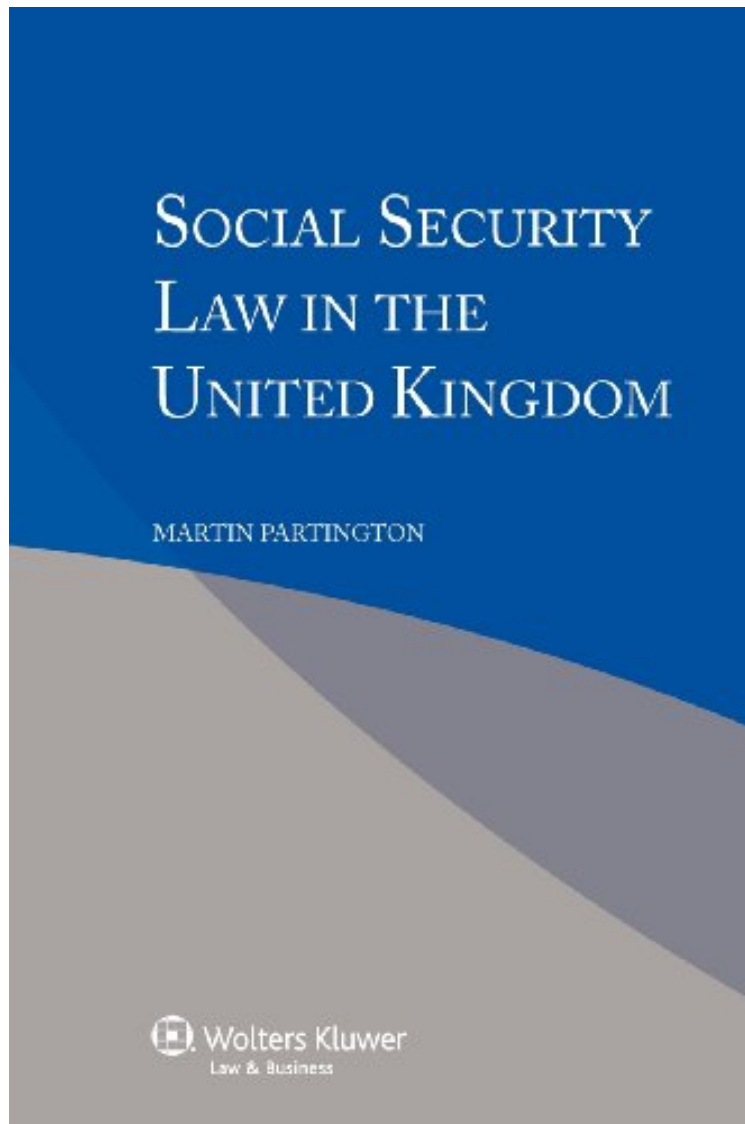 SOCIAL SECURITY
LAW IN THE
UNITED KINGDOM
MARTIN PARTINGTON
Wolters Kluwer
Law & Business